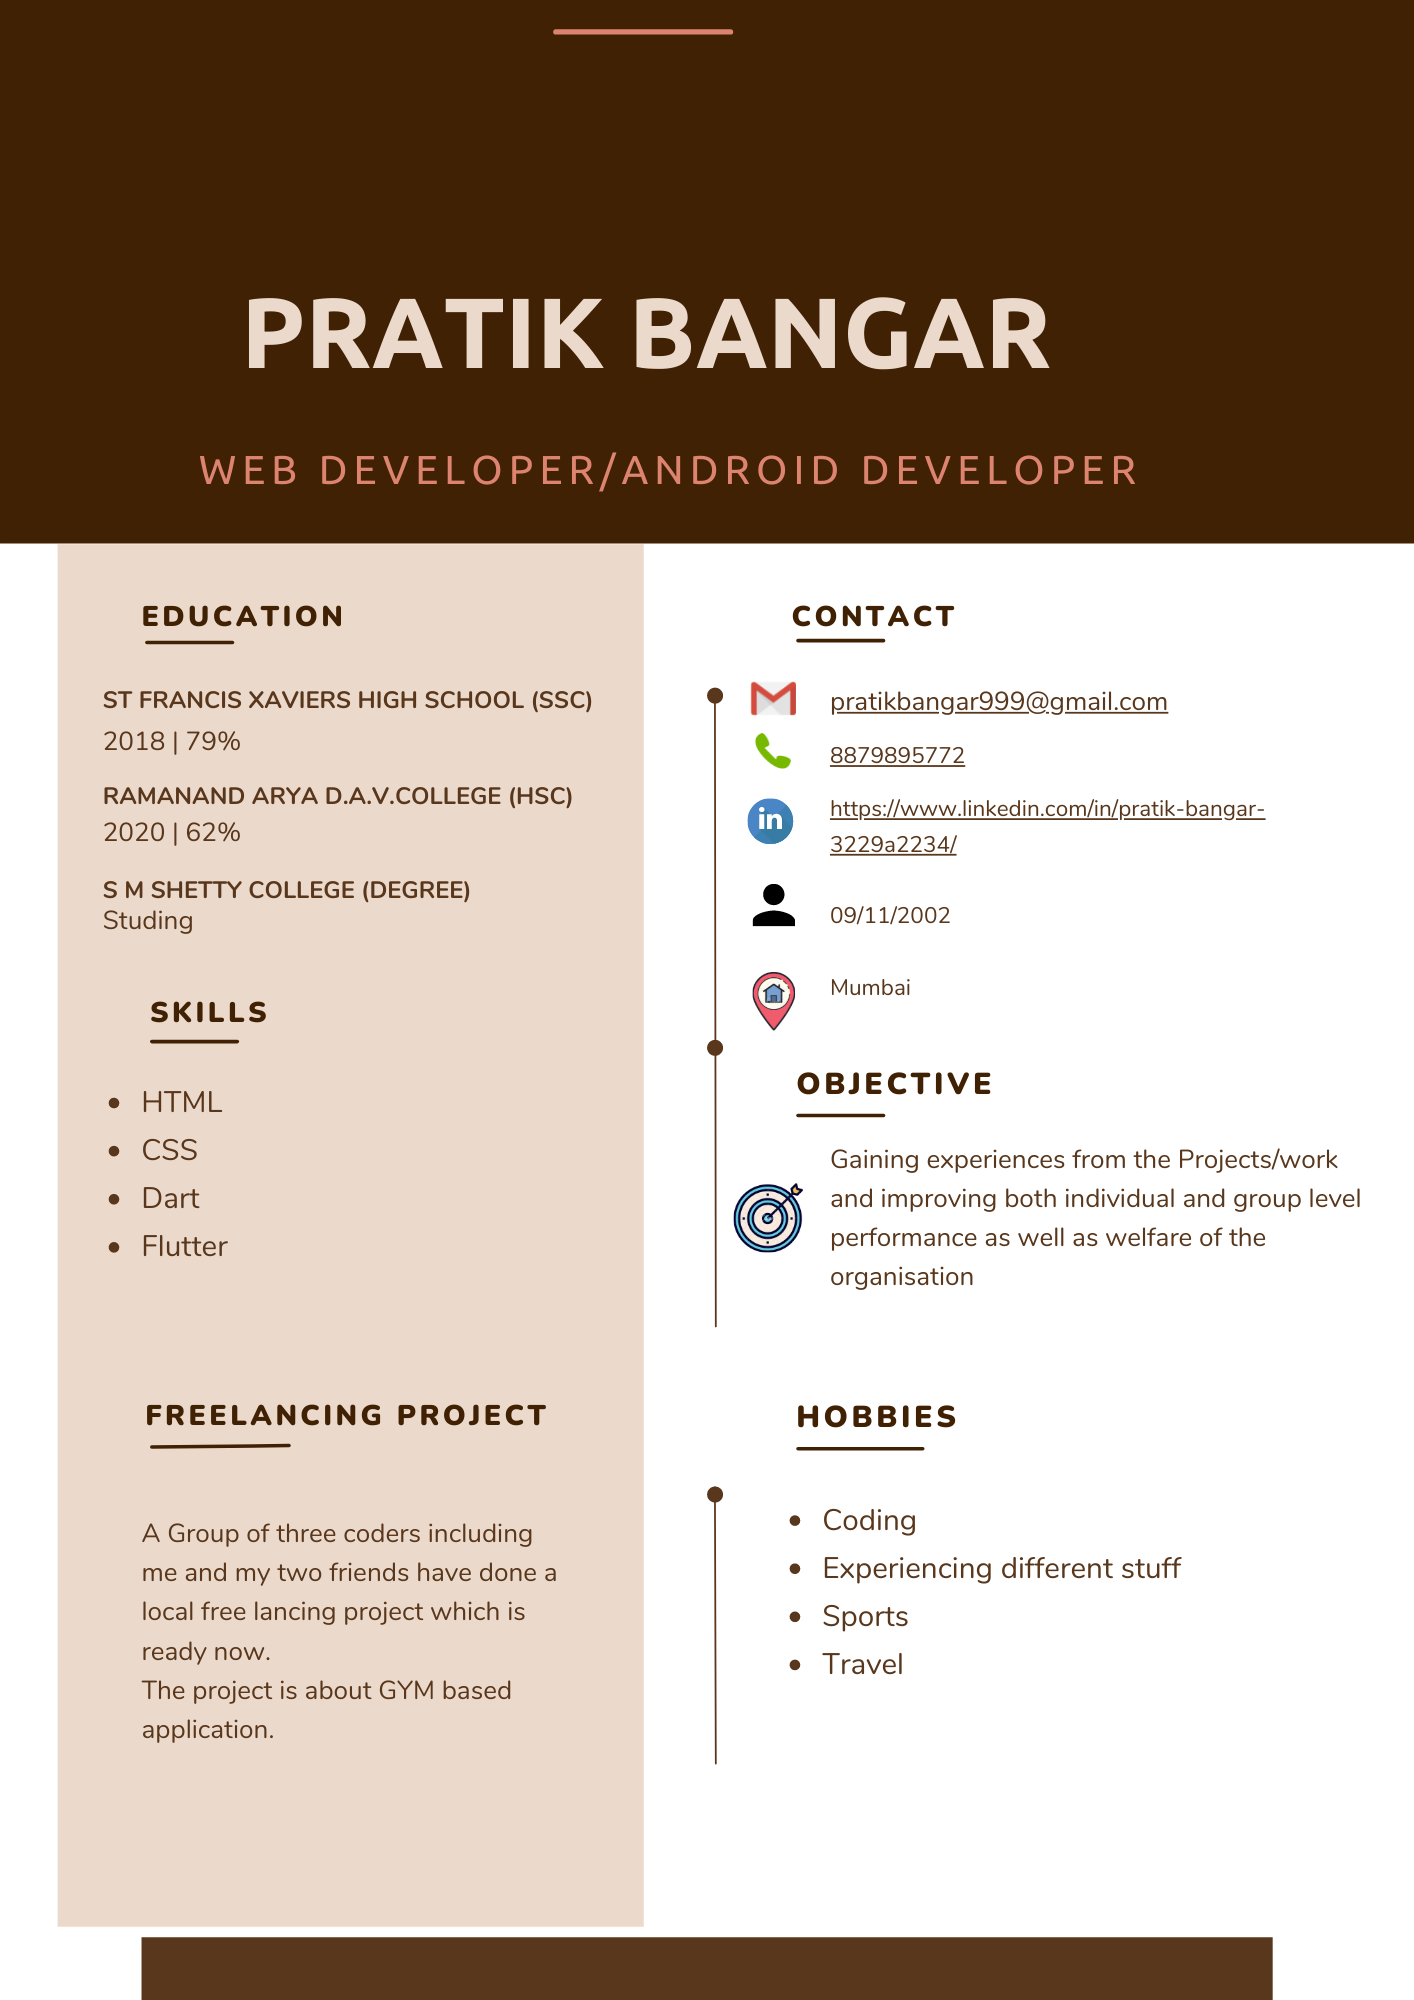 PRATIK BANGAR
WEB DEVELOPER/ANDROID DEVELOPER
EDUCATION
ST FRANCIS XAVIERS HIGH SCHOOL (SSC)
2018 | 79%
RAMANAND ARYA D.A.V.COLLEGE (HSC)
2020 | 62%
S M SHETTY COLLEGE (DEGREE)
Studing
SKILLS
• HTML
• CSS
• Dart
• Flutter
FREELANCING PROJECT
A Group of three coders including
me and my two friends have done a
local free lancing project which is
ready now.
The project is about GYM based
application.
CONTACT
pratikbangar999@gmail.com
8879895772
in
https://www.linkedin.com/in/pratik-bangar-
3229a2234/
09/11/2002
Mumbai
OBJECTIVE
Gaining experiences from the Projects/work
and improving both individual and group level
performance as well as welfare of the
organisation
HOBBIES
• Coding
• Experiencing different stuff
• Sports
• Travel